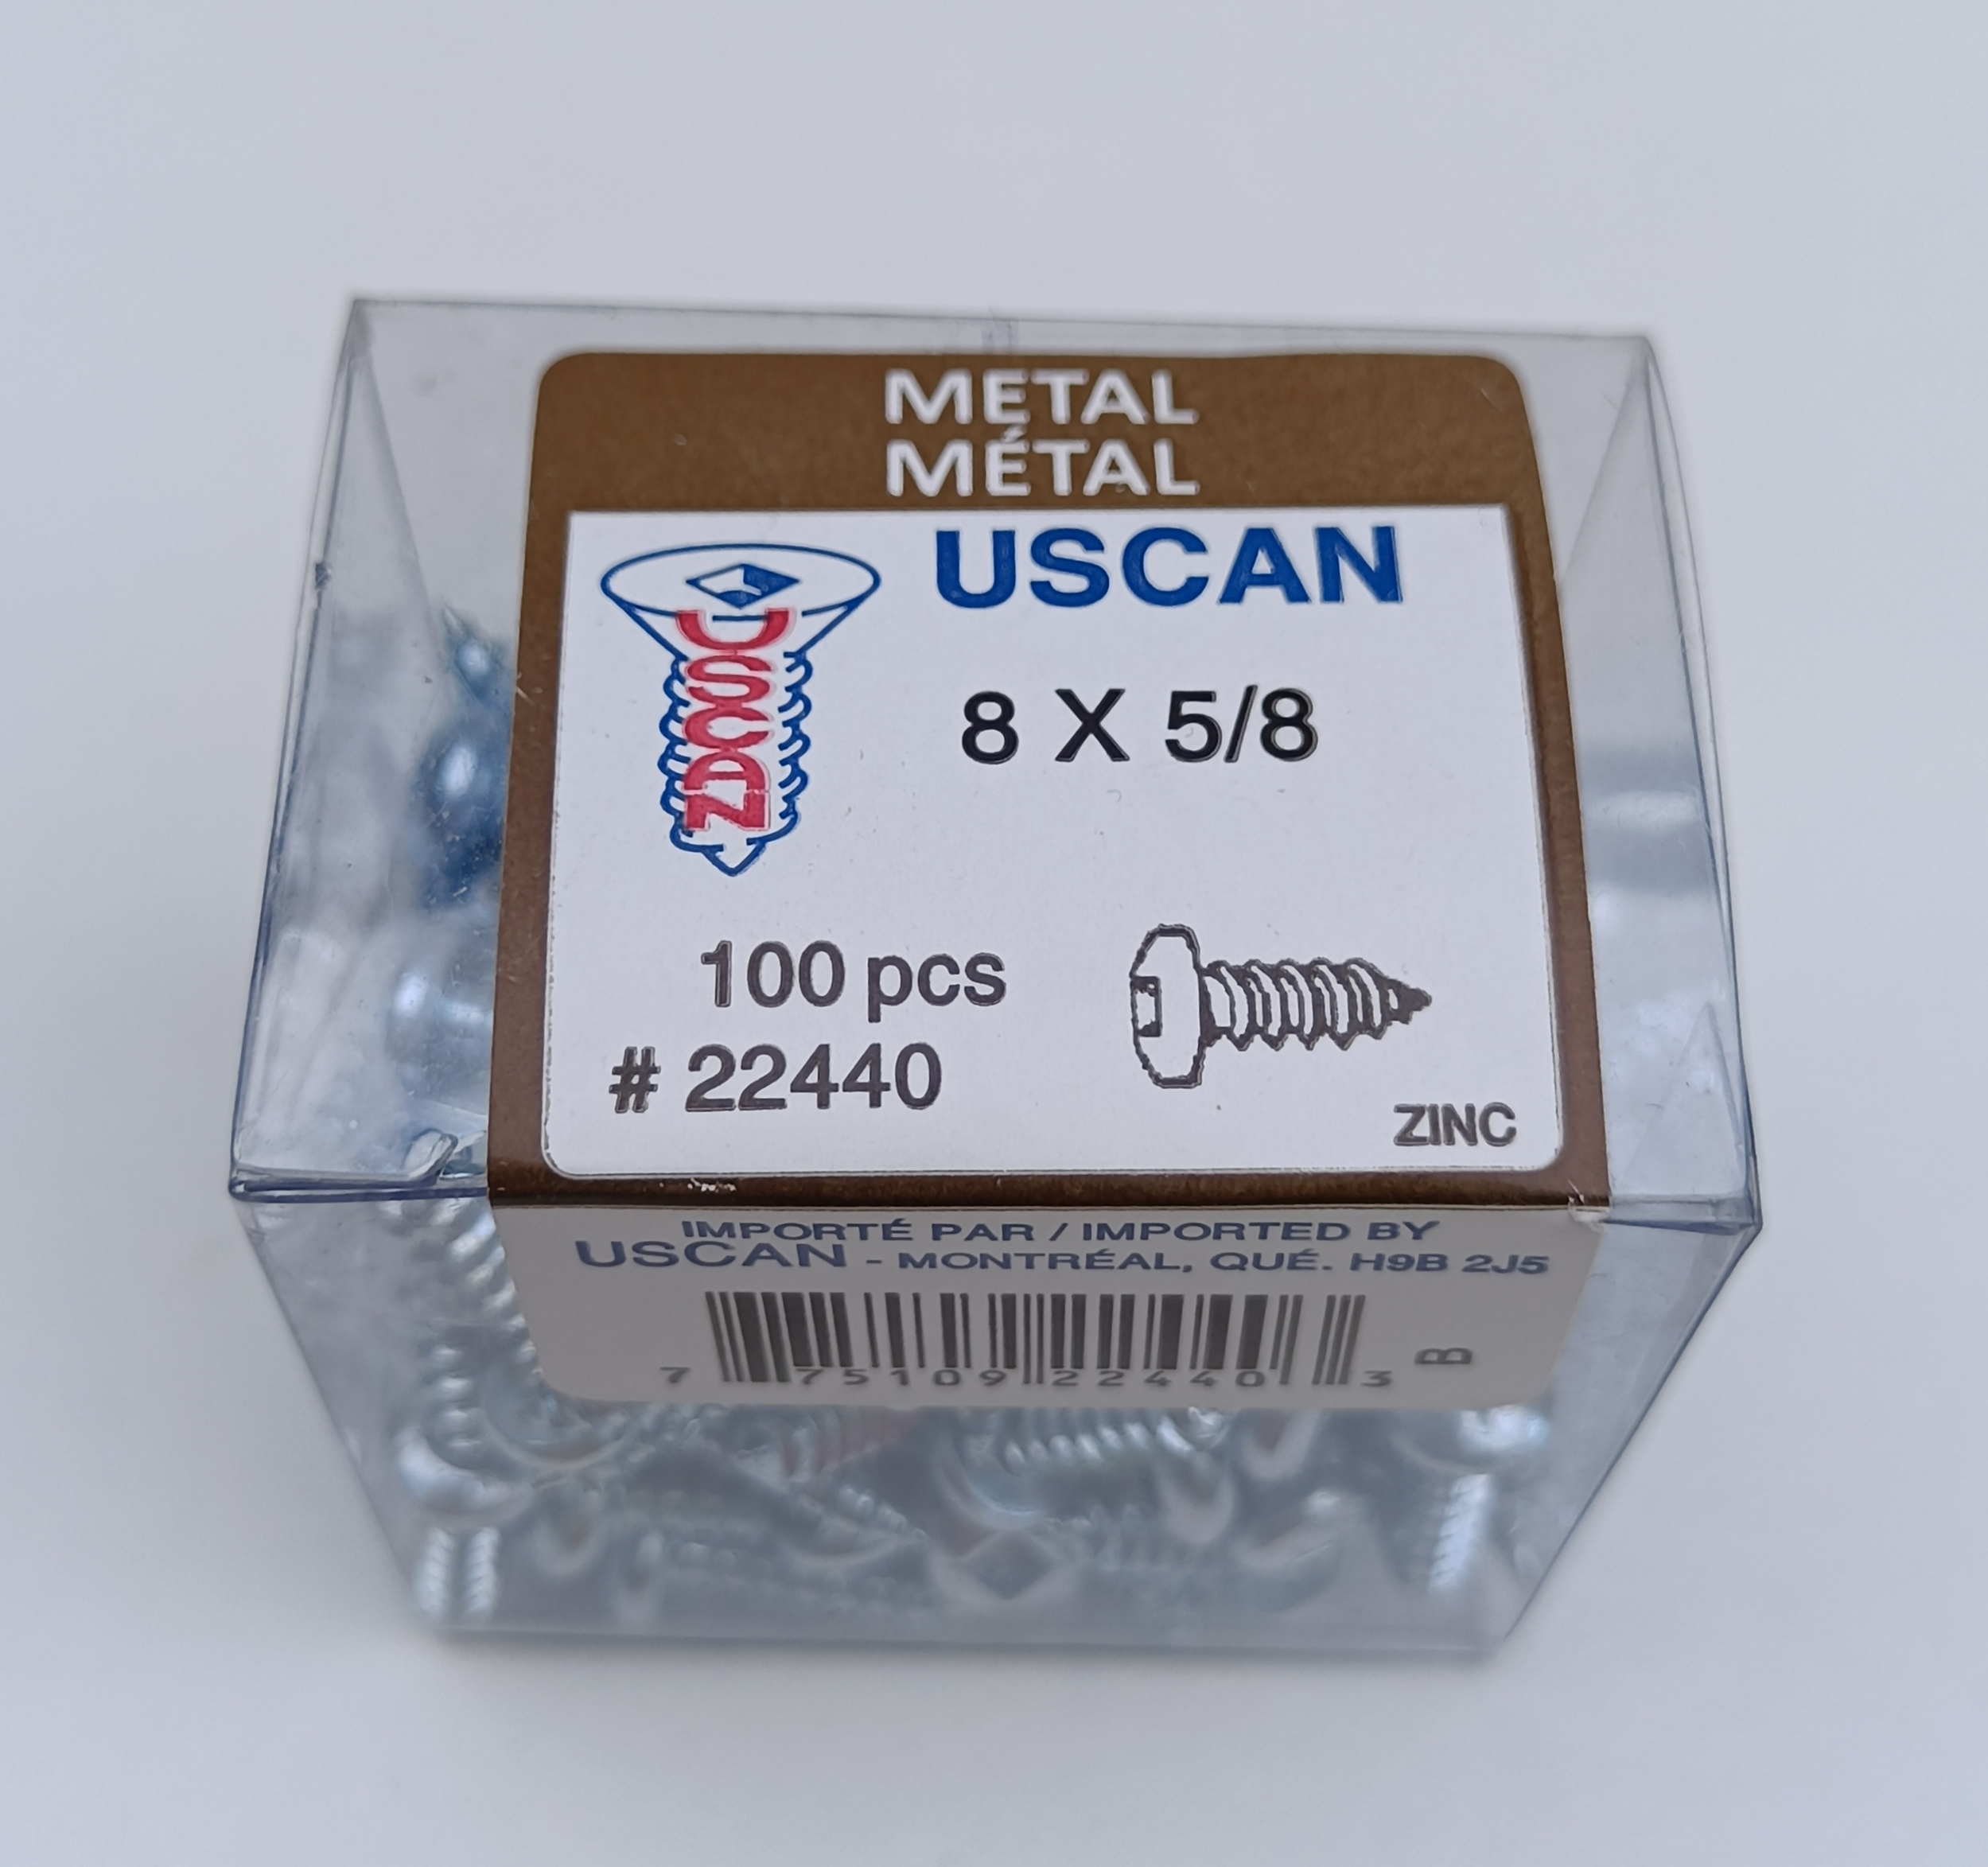 METAL
MÉTAL
USCAN
USCAN
8 X 5/8
100 pcs
# 22440
ZINC
IMPORTÉ PAR / IMPORTED BY
USCAN - MONTRÉAL, QUÉ. H9B 2J5
7 75109 22440 3
B